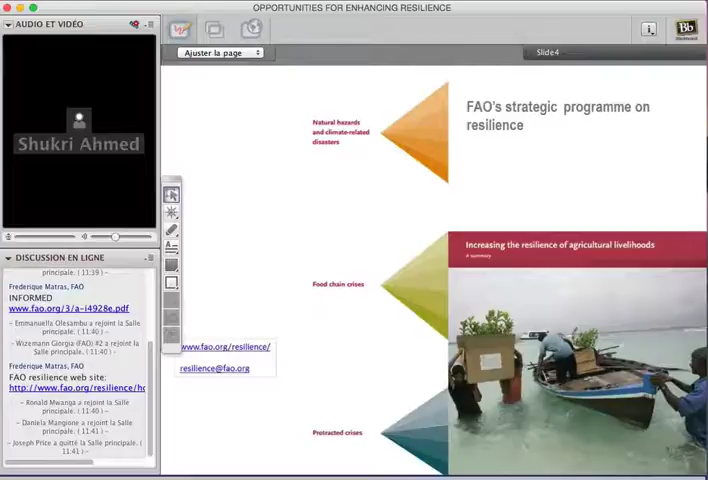 OPPORTUNITIES FOR ENHANCING RESILIENCE
AUDIO ET VIDÉO
Shukri Ahmed
DISCUSSION EN LIGNE
principale. ( 11:39 ) -
Frederique Matras, FAO
INFORMED
www.fao.org/3/a-i4928e.pdf
- Emmanuella Olesambu a rejoint la Salle
principale. ( 11:40 ) -
- Wizemann Giorgia (FAO) #2 a rejoint la
Salle principale. ( 11:40 ) -
Frederique Matras, FAO
FAO resilience web site:
http://www.fao.org/resilience/ho
- Ronald Mwanga a rejoint la Salle
principale. ( 11:40 ) -
- Daniela Mangione a rejoint la Salle
principale. ( 11:41 ) -
- Joseph Price a quitté la Salle principale.
( 11:41 ) -
Ajuster la page
Slide4
Bb
Natural hazards
and climate-related
disasters
FAO's strategic programme on
resilience
Increasing the resilience of agricultural livelihoods
A summary
Food chain crises
www.fao.org/resilience/
resilience@fao.org
Protracted crises